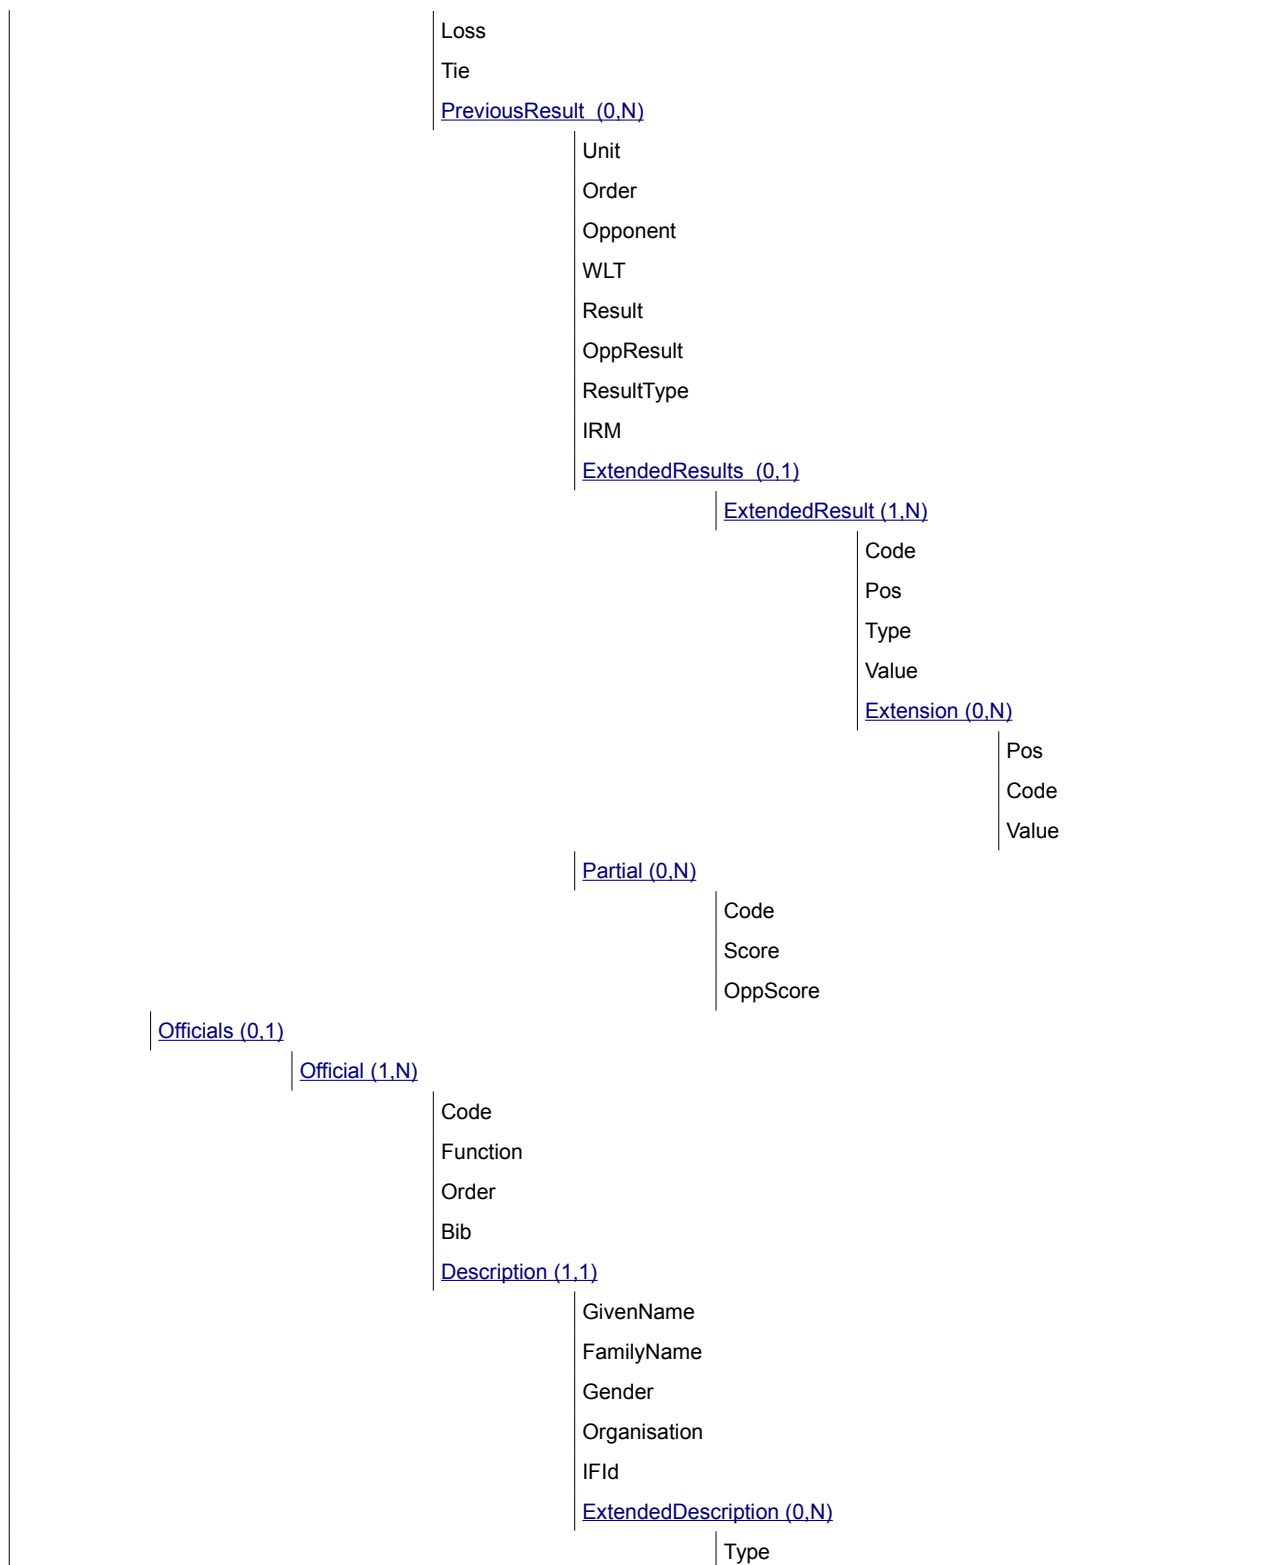 Loss
Tie
PreviousResult  (0,N)
Unit
Order
Opponent
WLT
Result
OppResult
ResultType
IRM
ExtendedResults  (0,1)
ExtendedResult (1,N)
Code
Pos
Type
Value
Extension (0,N)
Pos
Code
Value
Partial (0,N)
Code
Score
OppScore
Officials (0,1)
Official (1,N)
Code
Function
Order
Bib
Description (1,1)
GivenName
FamilyName
Gender
Organisation
IFId
ExtendedDescription (0,N)
Type